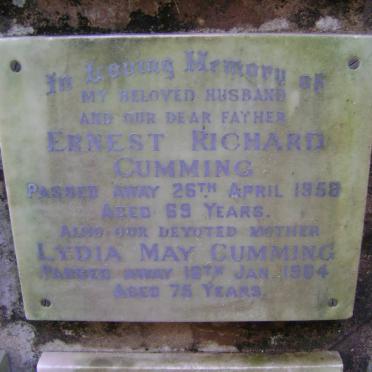 In Loving Memory of
MY BELOVED HUSBAND
AND OUR DEAR FATHER
ERNEST RICHARD
CUMMING
PASSED AWAY 26TH APRIL 1958
AGED 69 YEARS.
ALSO OUR DEVOTED MOTHER
LYDIA MAY CUMMING
PASSED AWAY JAN. 1964
AGED 75 YEARS.